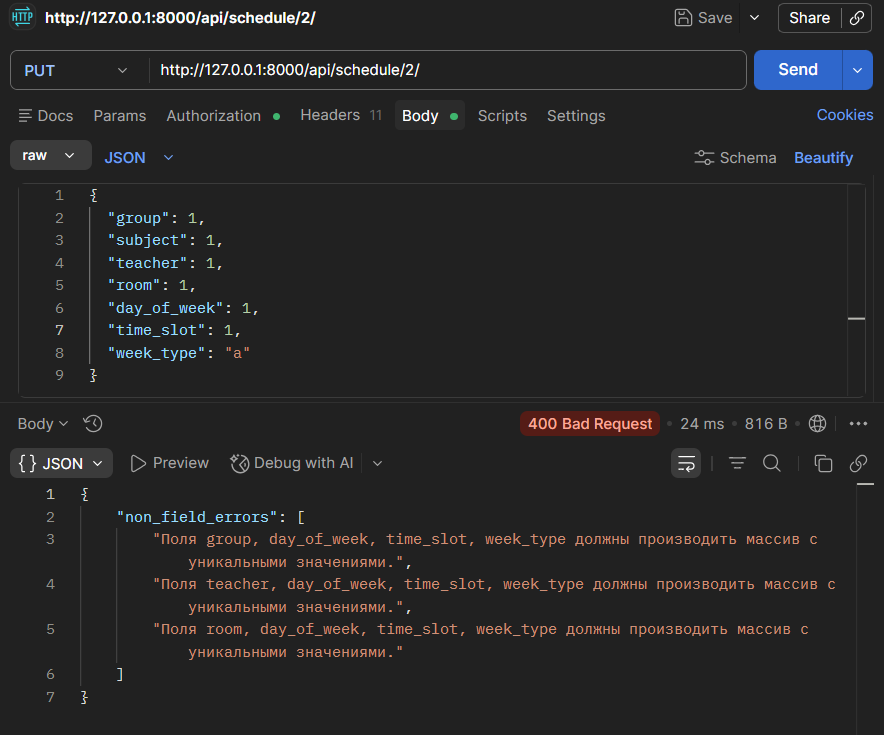 HTTP http://127.0.0.1:8000/api/schedule/2/ Save Share
PUT http://127.0.0.1:8000/api/schedule/2/ Send
Docs Params Authorization Headers 11 Body Scripts Settings Cookies
raw JSON Schema Beautify
1 {
2 "group": 1,
3 "subject": 1,
4 "teacher": 1,
5 "room": 1,
6 "day_of_week": 1,
7 "time_slot": 1,
8 "week_type": "a"
9 }
Body 400 Bad Request • 24 ms • 816 B •
{} JSON Preview Debug with AI
1 {
2 "non_field_errors": [
3 "Поля group, day_of_week, time_slot, week_type должны производить массив с
уникальными значениями.",
4 "Поля teacher, day_of_week, time_slot, week_type должны производить массив с
уникальными значениями.",
5 "Поля room, day_of_week, time_slot, week_type должны производить массив с
уникальными значениями."
6 ]
7 }